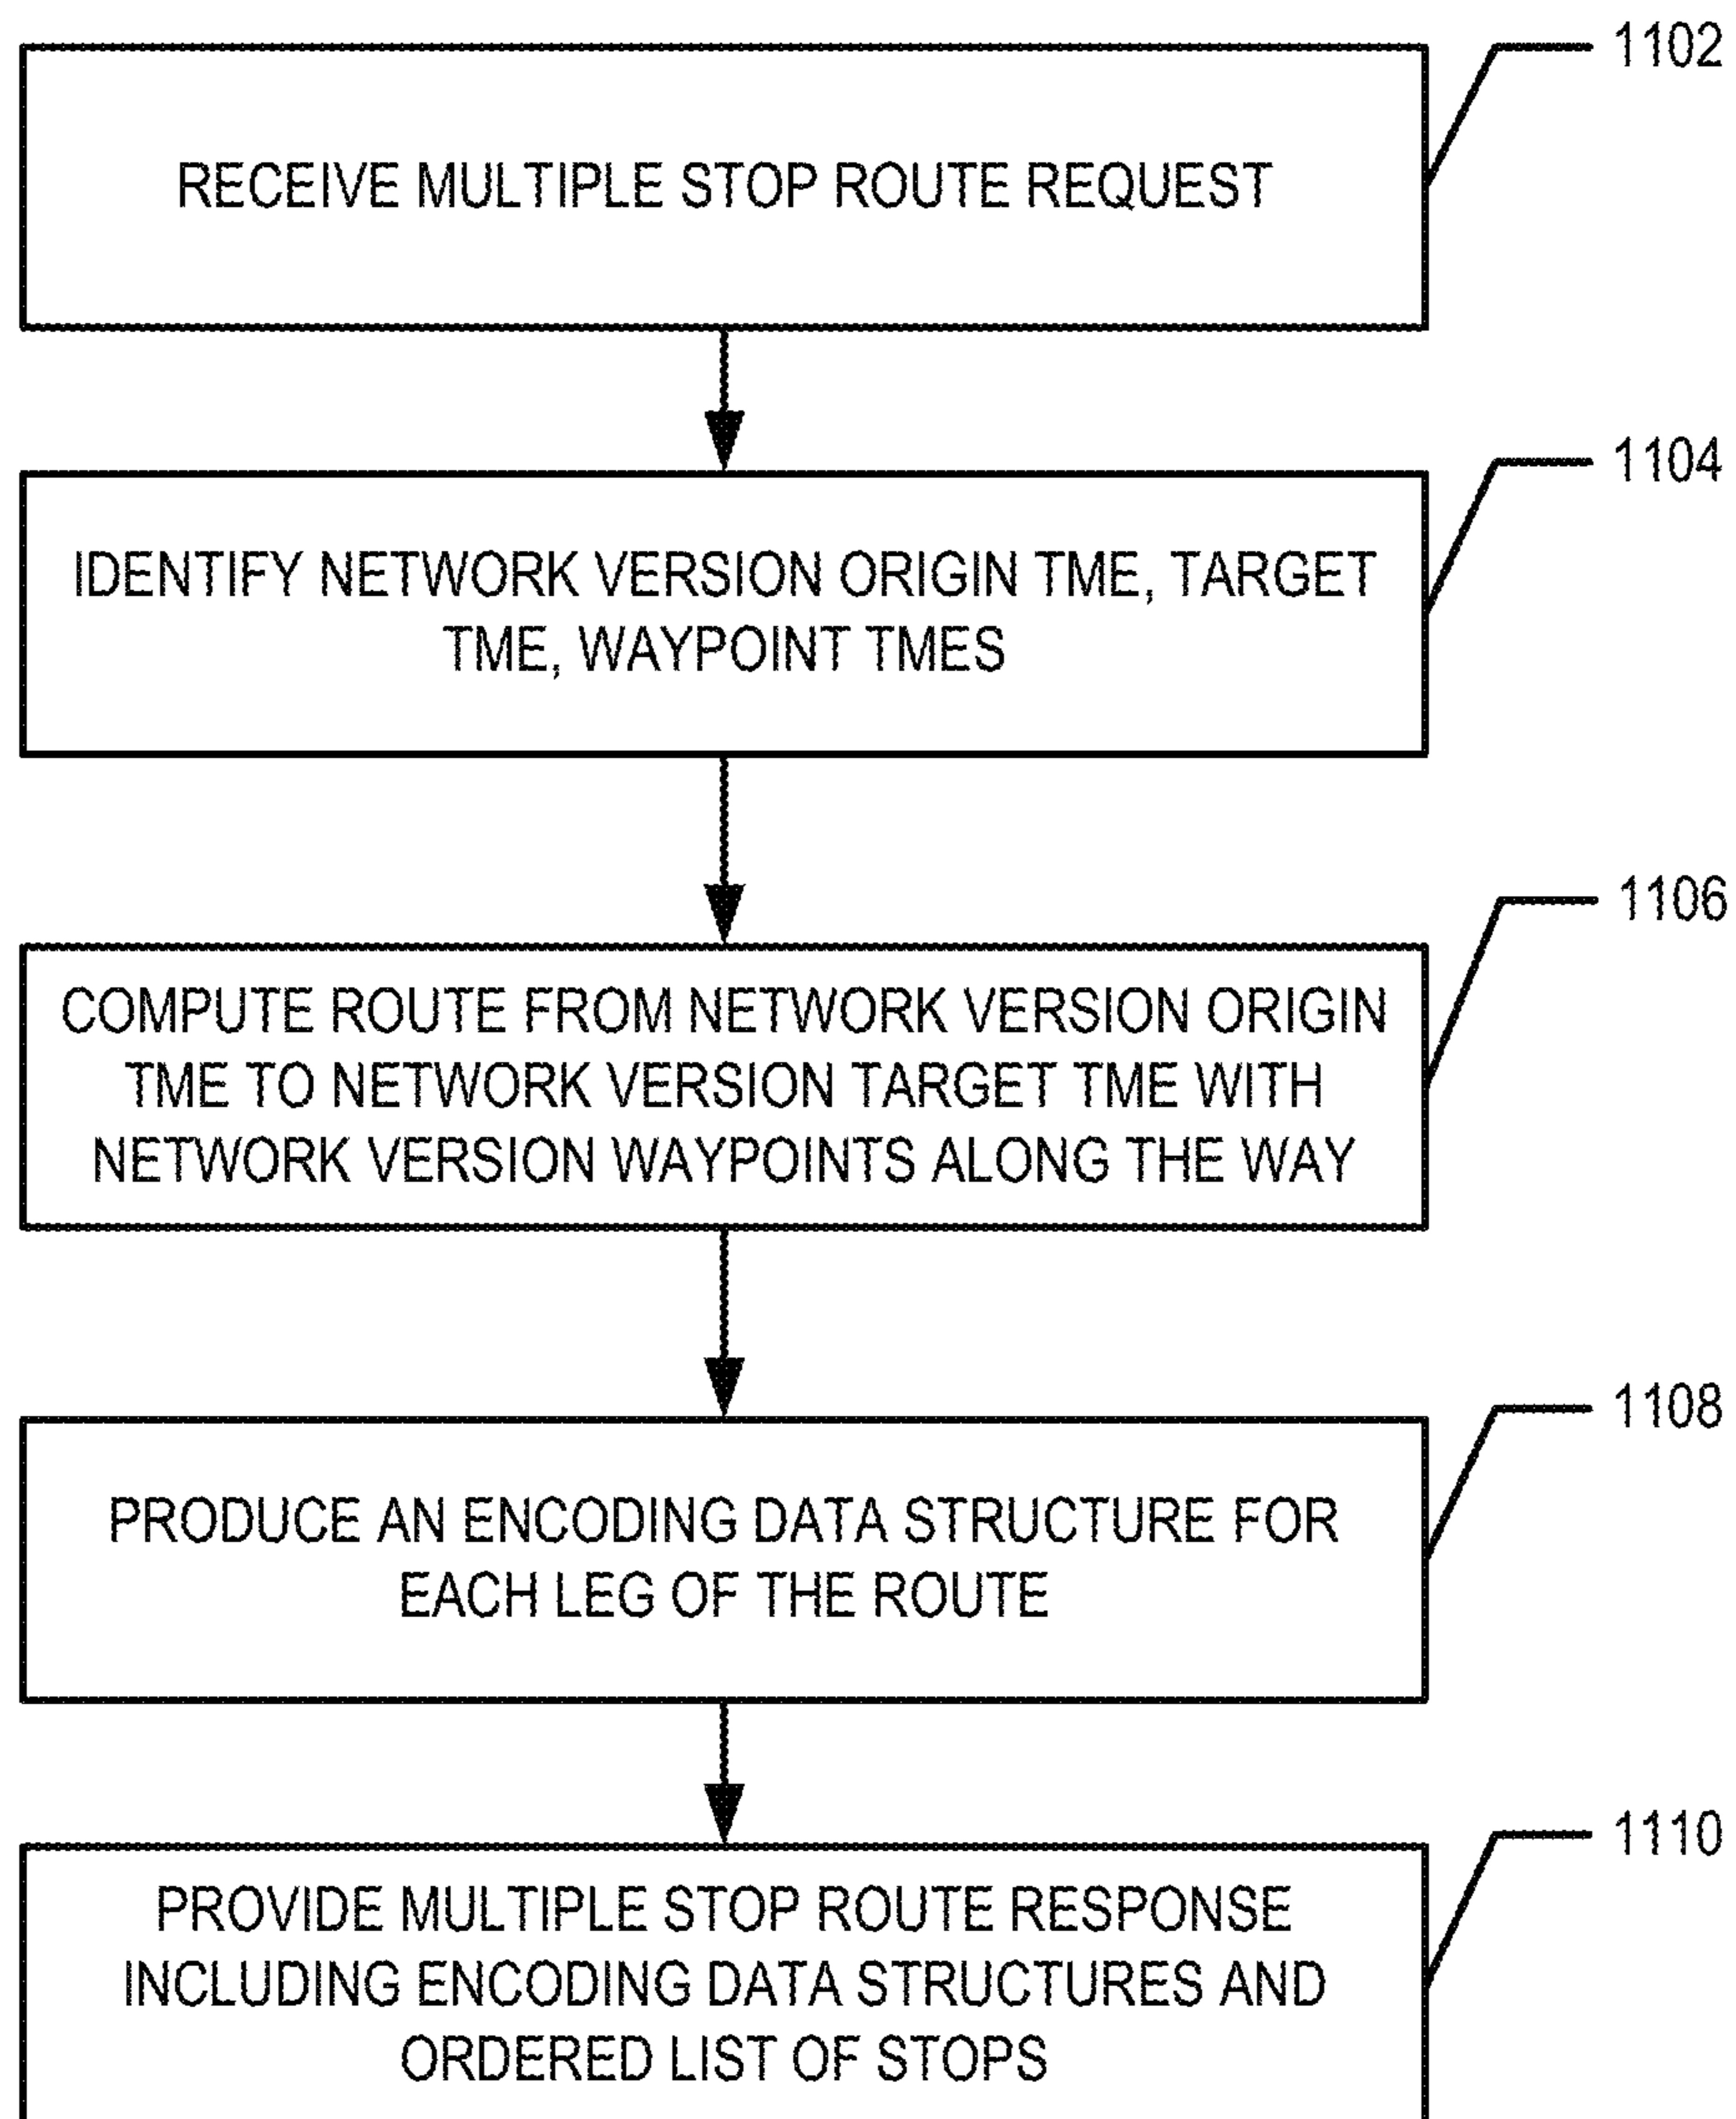 1102
RECEIVE MULTIPLE STOP ROUTE REQUEST
1104
IDENTIFY NETWORK VERSION ORIGIN TME, TARGET
TME, WAYPOINT TMES
1106
COMPUTE ROUTE FROM NETWORK VERSION ORIGIN
TME TO NETWORK VERSION TARGET TME WITH
NETWORK VERSION WAYPOINTS ALONG THE WAY
1108
PRODUCE AN ENCODING DATA STRUCTURE FOR
EACH LEG OF THE ROUTE
1110
PROVIDE MULTIPLE STOP ROUTE RESPONSE
INCLUDING ENCODING DATA STRUCTURES AND
ORDERED LIST OF STOPS